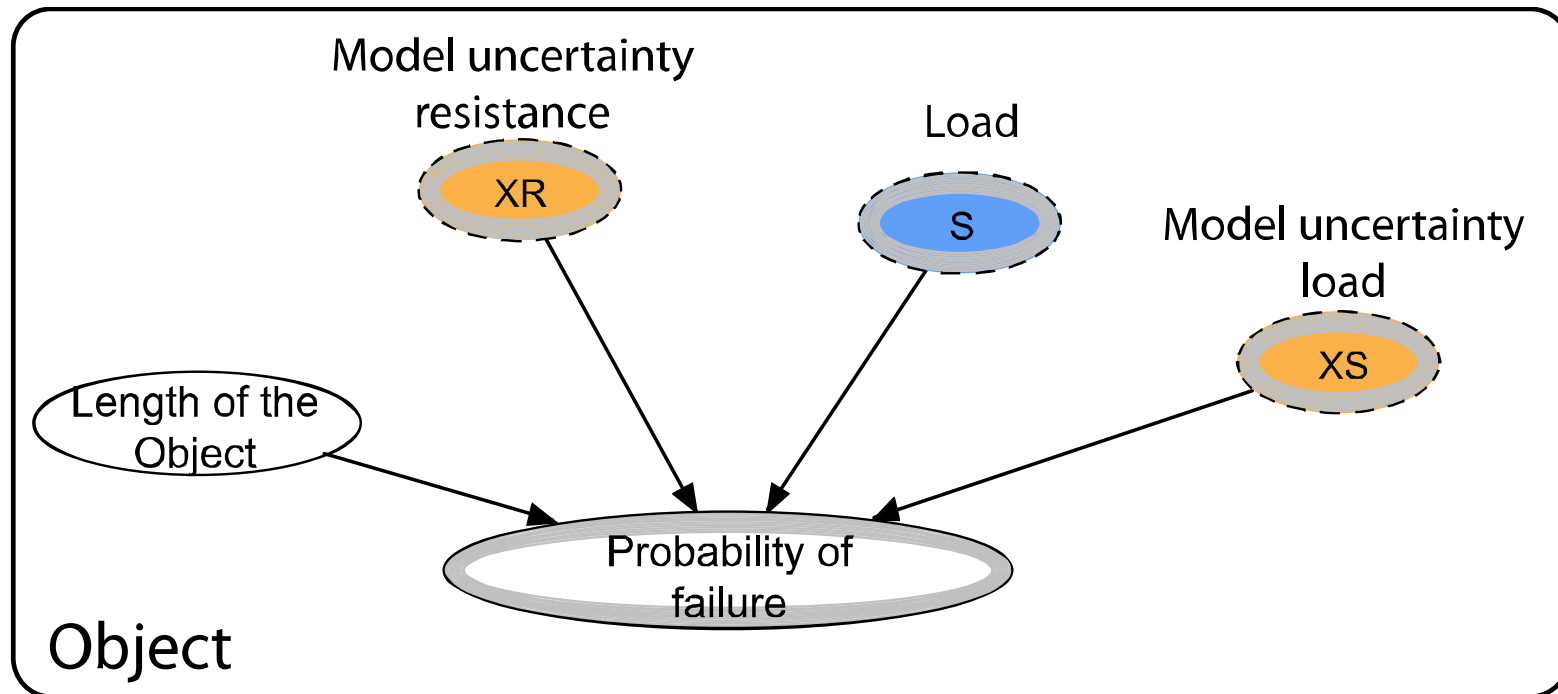 Model uncertainty
resistance
XR
Load
S
Model uncertainty
load
XS
Length of the
Object
Probability of
failure
Object